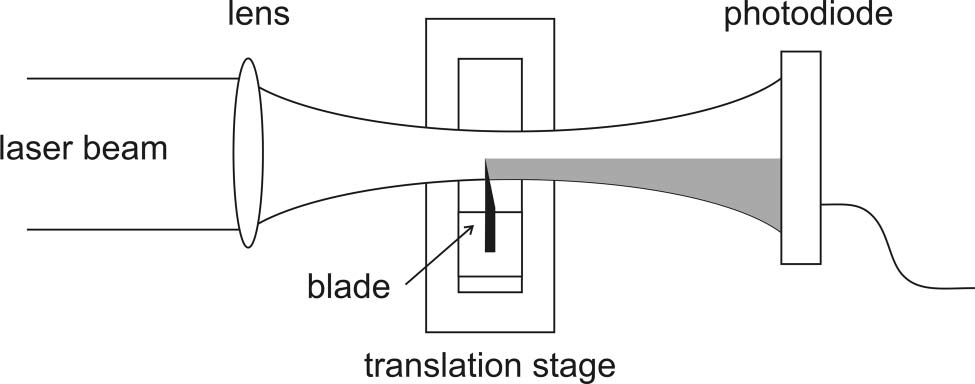 lens
photodiode
laser beam
blade
translation stage